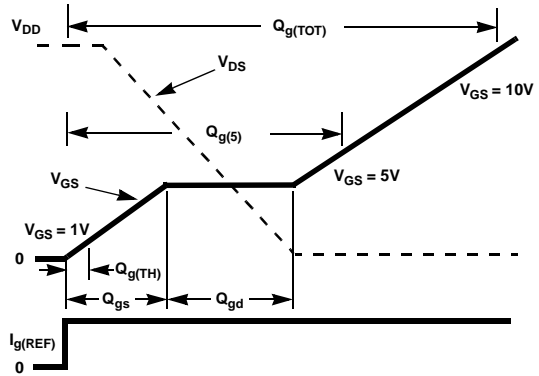 V_DD
Q_g(TOT)
V_DS
V_GS = 10V
Q_g(5)
V_GS
V_GS = 5V
V_GS = 1V
0
Q_g(TH)
Q_gs
Q_gd
I_g(REF)
0